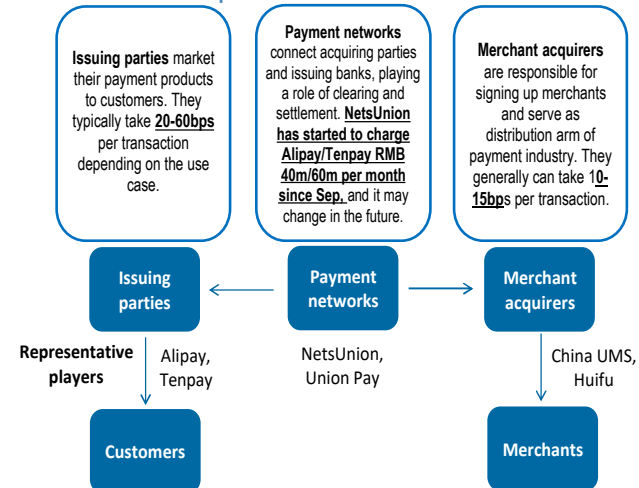 Issuing parties market
their payment products
to customers. They
typically take 20-60bps
per transaction
depending on the use
case.
Payment networks
connect acquiring parties
and issuing banks, playing
a role of clearing and
settlement. NetsUnion
has started to charge
Alipay/Tenpay RMB
40m/60m per month
since Sep, and it may
change in the future.
Merchant acquirers
are responsible for
signing up merchants
and serve as
distribution arm of
payment industry. They
generally can take 10-
15bps per transaction.
Issuing
parties
Payment
networks
Merchant
acquirers
Representative
players
Alipay,
Tenpay
NetsUnion,
Union Pay
China UMS,
Huifu
Customers
Merchants